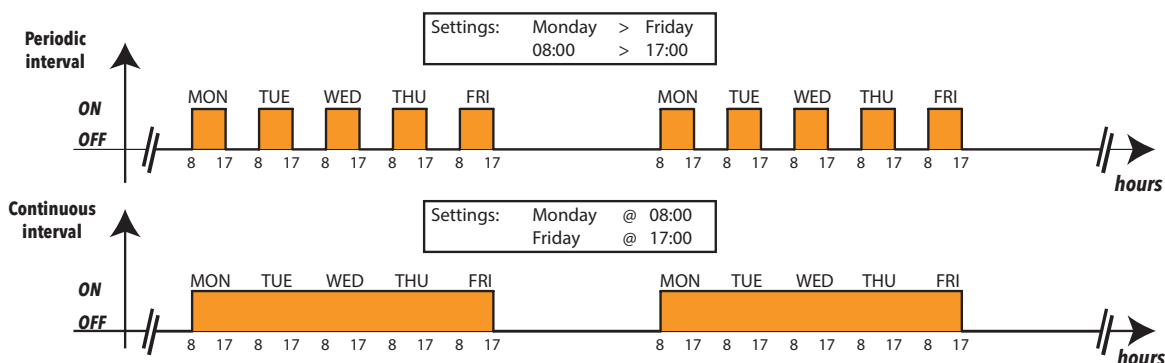 Settings: Monday > Friday
08:00 > 17:00
Periodic
interval
MON TUE WED THU FRI MON TUE WED THU FRI
ON
OFF
8 17 8 17 8 17 8 17 8 17 8 17 8 17 8 17 8 17 8 17
hours
Continuous
interval
Settings: Monday @ 08:00
Friday @ 17:00
MON TUE WED THU FRI MON TUE WED THU FRI
ON
OFF
8 17 8 17 8 17 8 17 8 17 8 17 8 17 8 17 8 17 8 17
hours